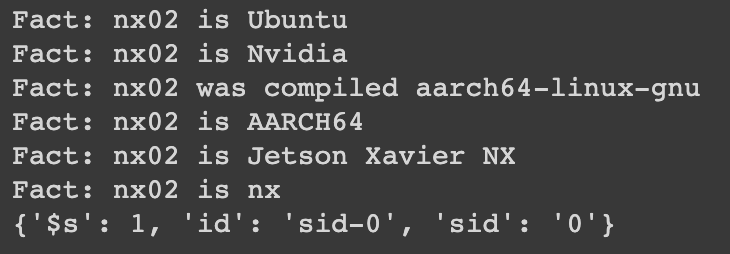 Fact: nx02 is Ubuntu
Fact: nx02 is Nvidia
Fact: nx02 was compiled aarch64-linux-gnu
Fact: nx02 is AARCH64
Fact: nx02 is Jetson Xavier NX
Fact: nx02 is nx
{'$s': 1, 'id': 'sid-0', 'sid': '0'}